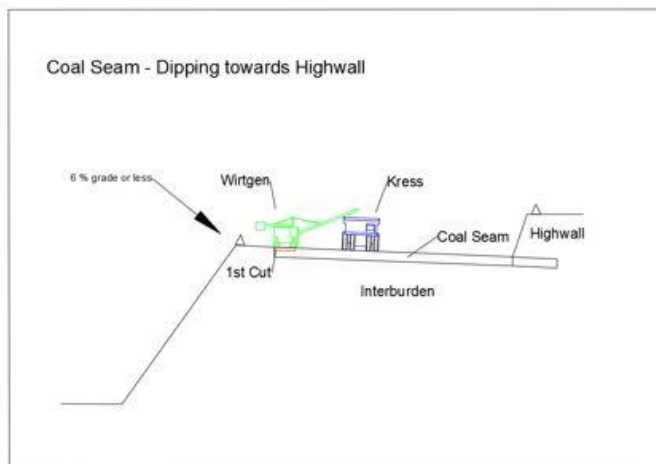 Coal Seam - Dipping towards Highwall
6 % grade or less
Wirtgen
Kress
Coal Seam
Highwall
1st Cut
Interburden